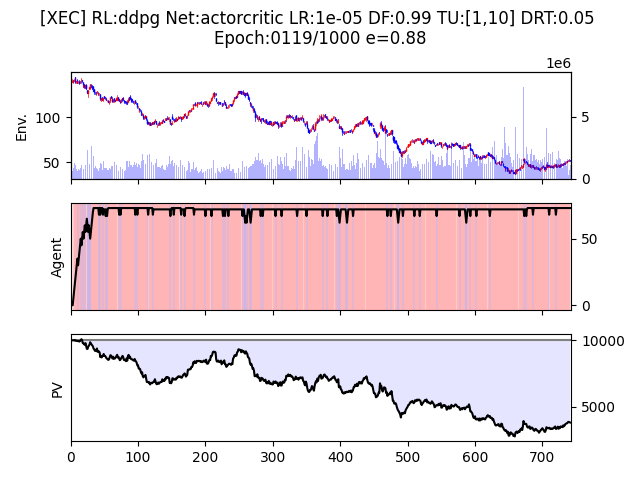 [XEC] RL:ddpg Net:actorcritic LR:1e-05 DF:0.99 TU:[1,10] DRT:0.05
Epoch:0119/1000 e=0.88
1e6
Env.
100
50
5
0
Agent
50
0
PV
10000
5000
0 100 200 300 400 500 600 700